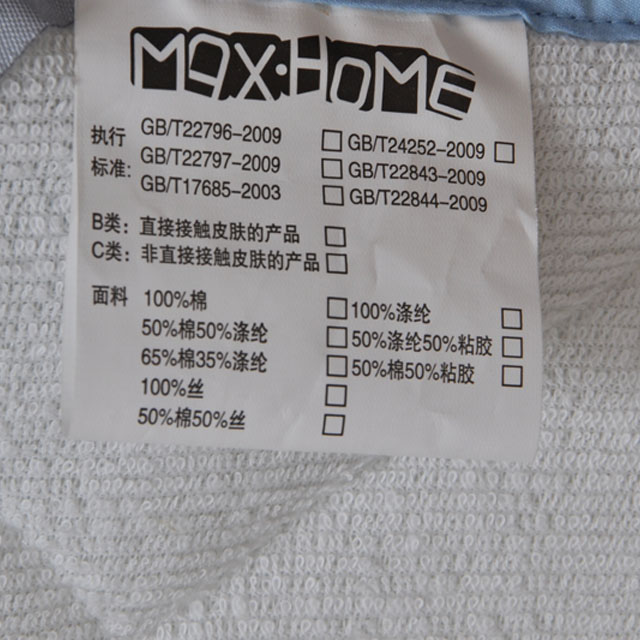 MAX·HOME
执行 GB/T22796-2009 □ GB/T24252-2009 □
标准: GB/T22797-2009 □ GB/T22843-2009
GB/T17685-2003 □ GB/T22844-2009
B类: 直接接触皮肤的产品 □
C类: 非直接接触皮肤的产品 □
面料 100%棉 □ 100%涤纶 □
50%棉50%涤纶 □ 50%涤纶50%粘胶 □
65%棉35%涤纶 □ 50%棉50%粘胶 □
100%丝 □
50%棉50%丝 □